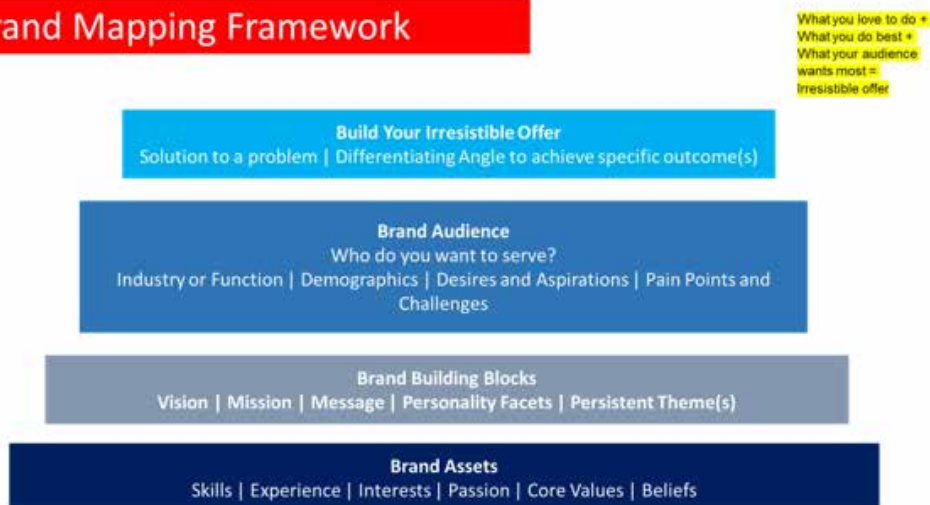 rand Mapping Framework
What you love to do +
What you do best +
What your audience
wants most =
Irresistible offer
Build Your Irresistible Offer
Solution to a problem | Differentiating Angle to achieve specific outcome(s)
Brand Audience
Who do you want to serve?
Industry or Function | Demographics | Desires and Aspirations | Pain Points and
Challenges
Brand Building Blocks
Vision | Mission | Message | Personality Facets | Persistent Theme(s)
Brand Assets
Skills | Experience | Interests | Passion | Core Values | Beliefs